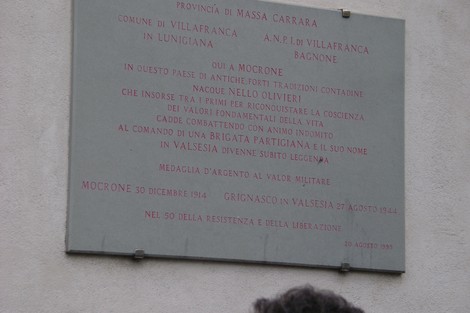 PROVINCIA DI MASSA CARRARA
COMUNE DI VILLAFRANCA
IN LUNIGIANA
A.N.P.I. DI VILLAFRANCA
BAGNONE
QUI A MOCRONE
IN QUESTO PAESE DI ANTICHE, FORTI TRADIZIONI CONTADINE
NACQUE NELLO OLIVIERI
CHE INSORSE TRA I PRIMI PER RICONQUISTARE LA COSCIENZA
DEI VALORI FONDAMENTALI DELLA VITA
CADDE COMBATTENDO CON ANIMO INDOMITO
AL COMANDO DI UNA BRIGATA PARTIGIANA E IL SUO NOME
IN VALSESIA DIVENNE SUBITO LEGGENDA
MEDAGLIA D'ARGENTO AL VALOR MILITARE
MOCRONE 30 DICEMBRE 1914 GRIGNASCO IN VALSESIA 21 AGOSTO 1944
NEL 50 DELLA RESISTENZA E DELLA LIBERAZIONE
20 AGOSTO 1995